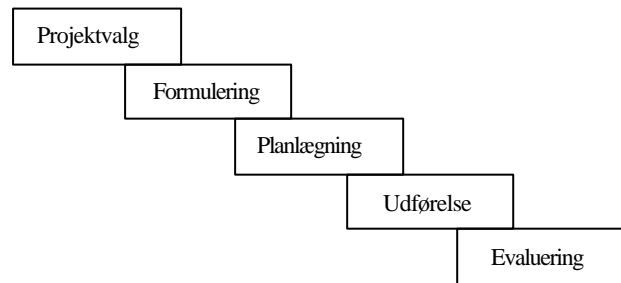 Projektvalg
Formulering
Planlægning
Udførelse
Evaluering